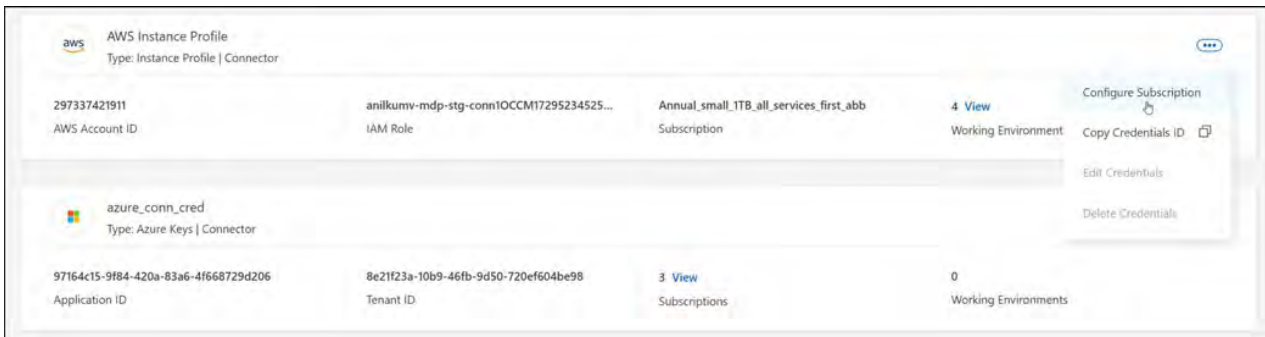 aws
AWS Instance Profile
Type: Instance Profile | Connector
297337421911
AWS Account ID
anilkumv-mdp-stg-conn1OCCM17295234525...
IAM Role
Annual_small_1TB_all_services_first_abb
Subscription
4 View
Working Environment
Configure Subscription
Copy Credentials ID
Edit Credentials
Delete Credentials
azure_conn_cred
Type: Azure Keys | Connector
97164c15-9f84-420a-83a6-4f668729d206
Application ID
8e21f23a-10b9-46fb-9d50-720ef604be98
Tenant ID
3 View
Subscriptions
0
Working Environments